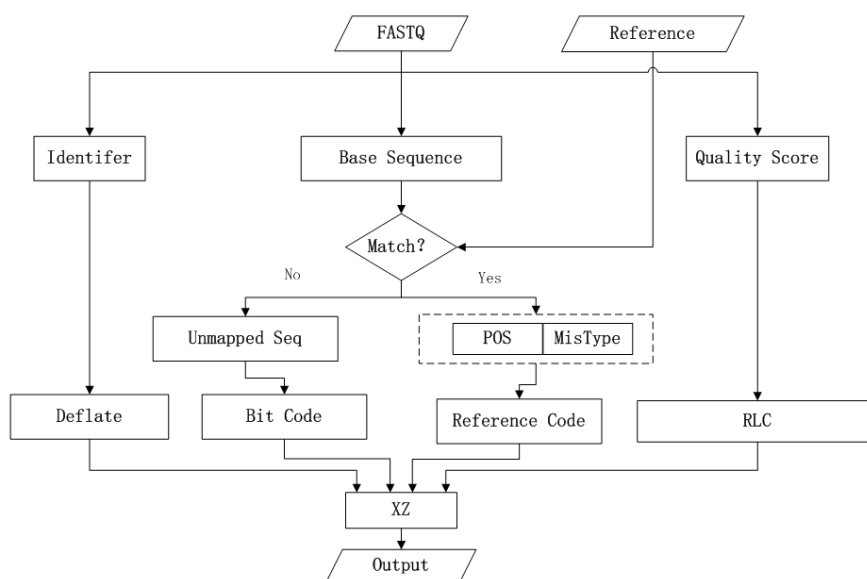 FASTQ
Reference
Identifer
Base Sequence
Quality Score
Match?
No
Yes
Unmapped Seq
POS
MisType
Deflate
Bit Code
Reference Code
RLC
XZ
Output